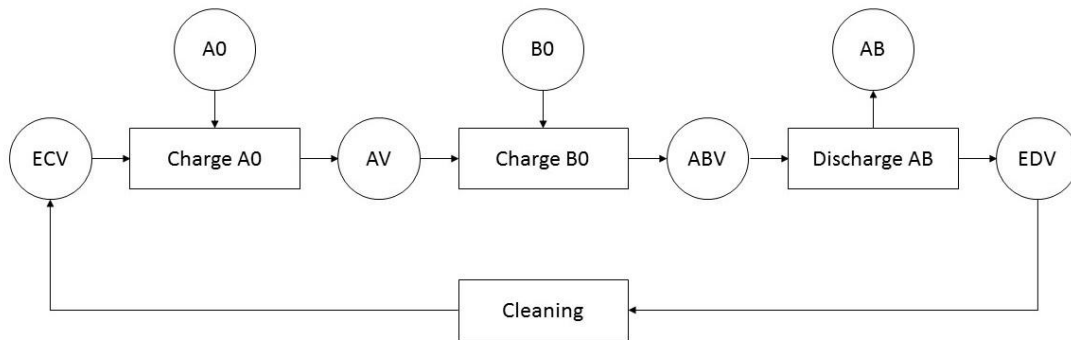 A0
B0
AB
ECV
Charge A0
AV
Charge B0
ABV
Discharge AB
EDV
Cleaning